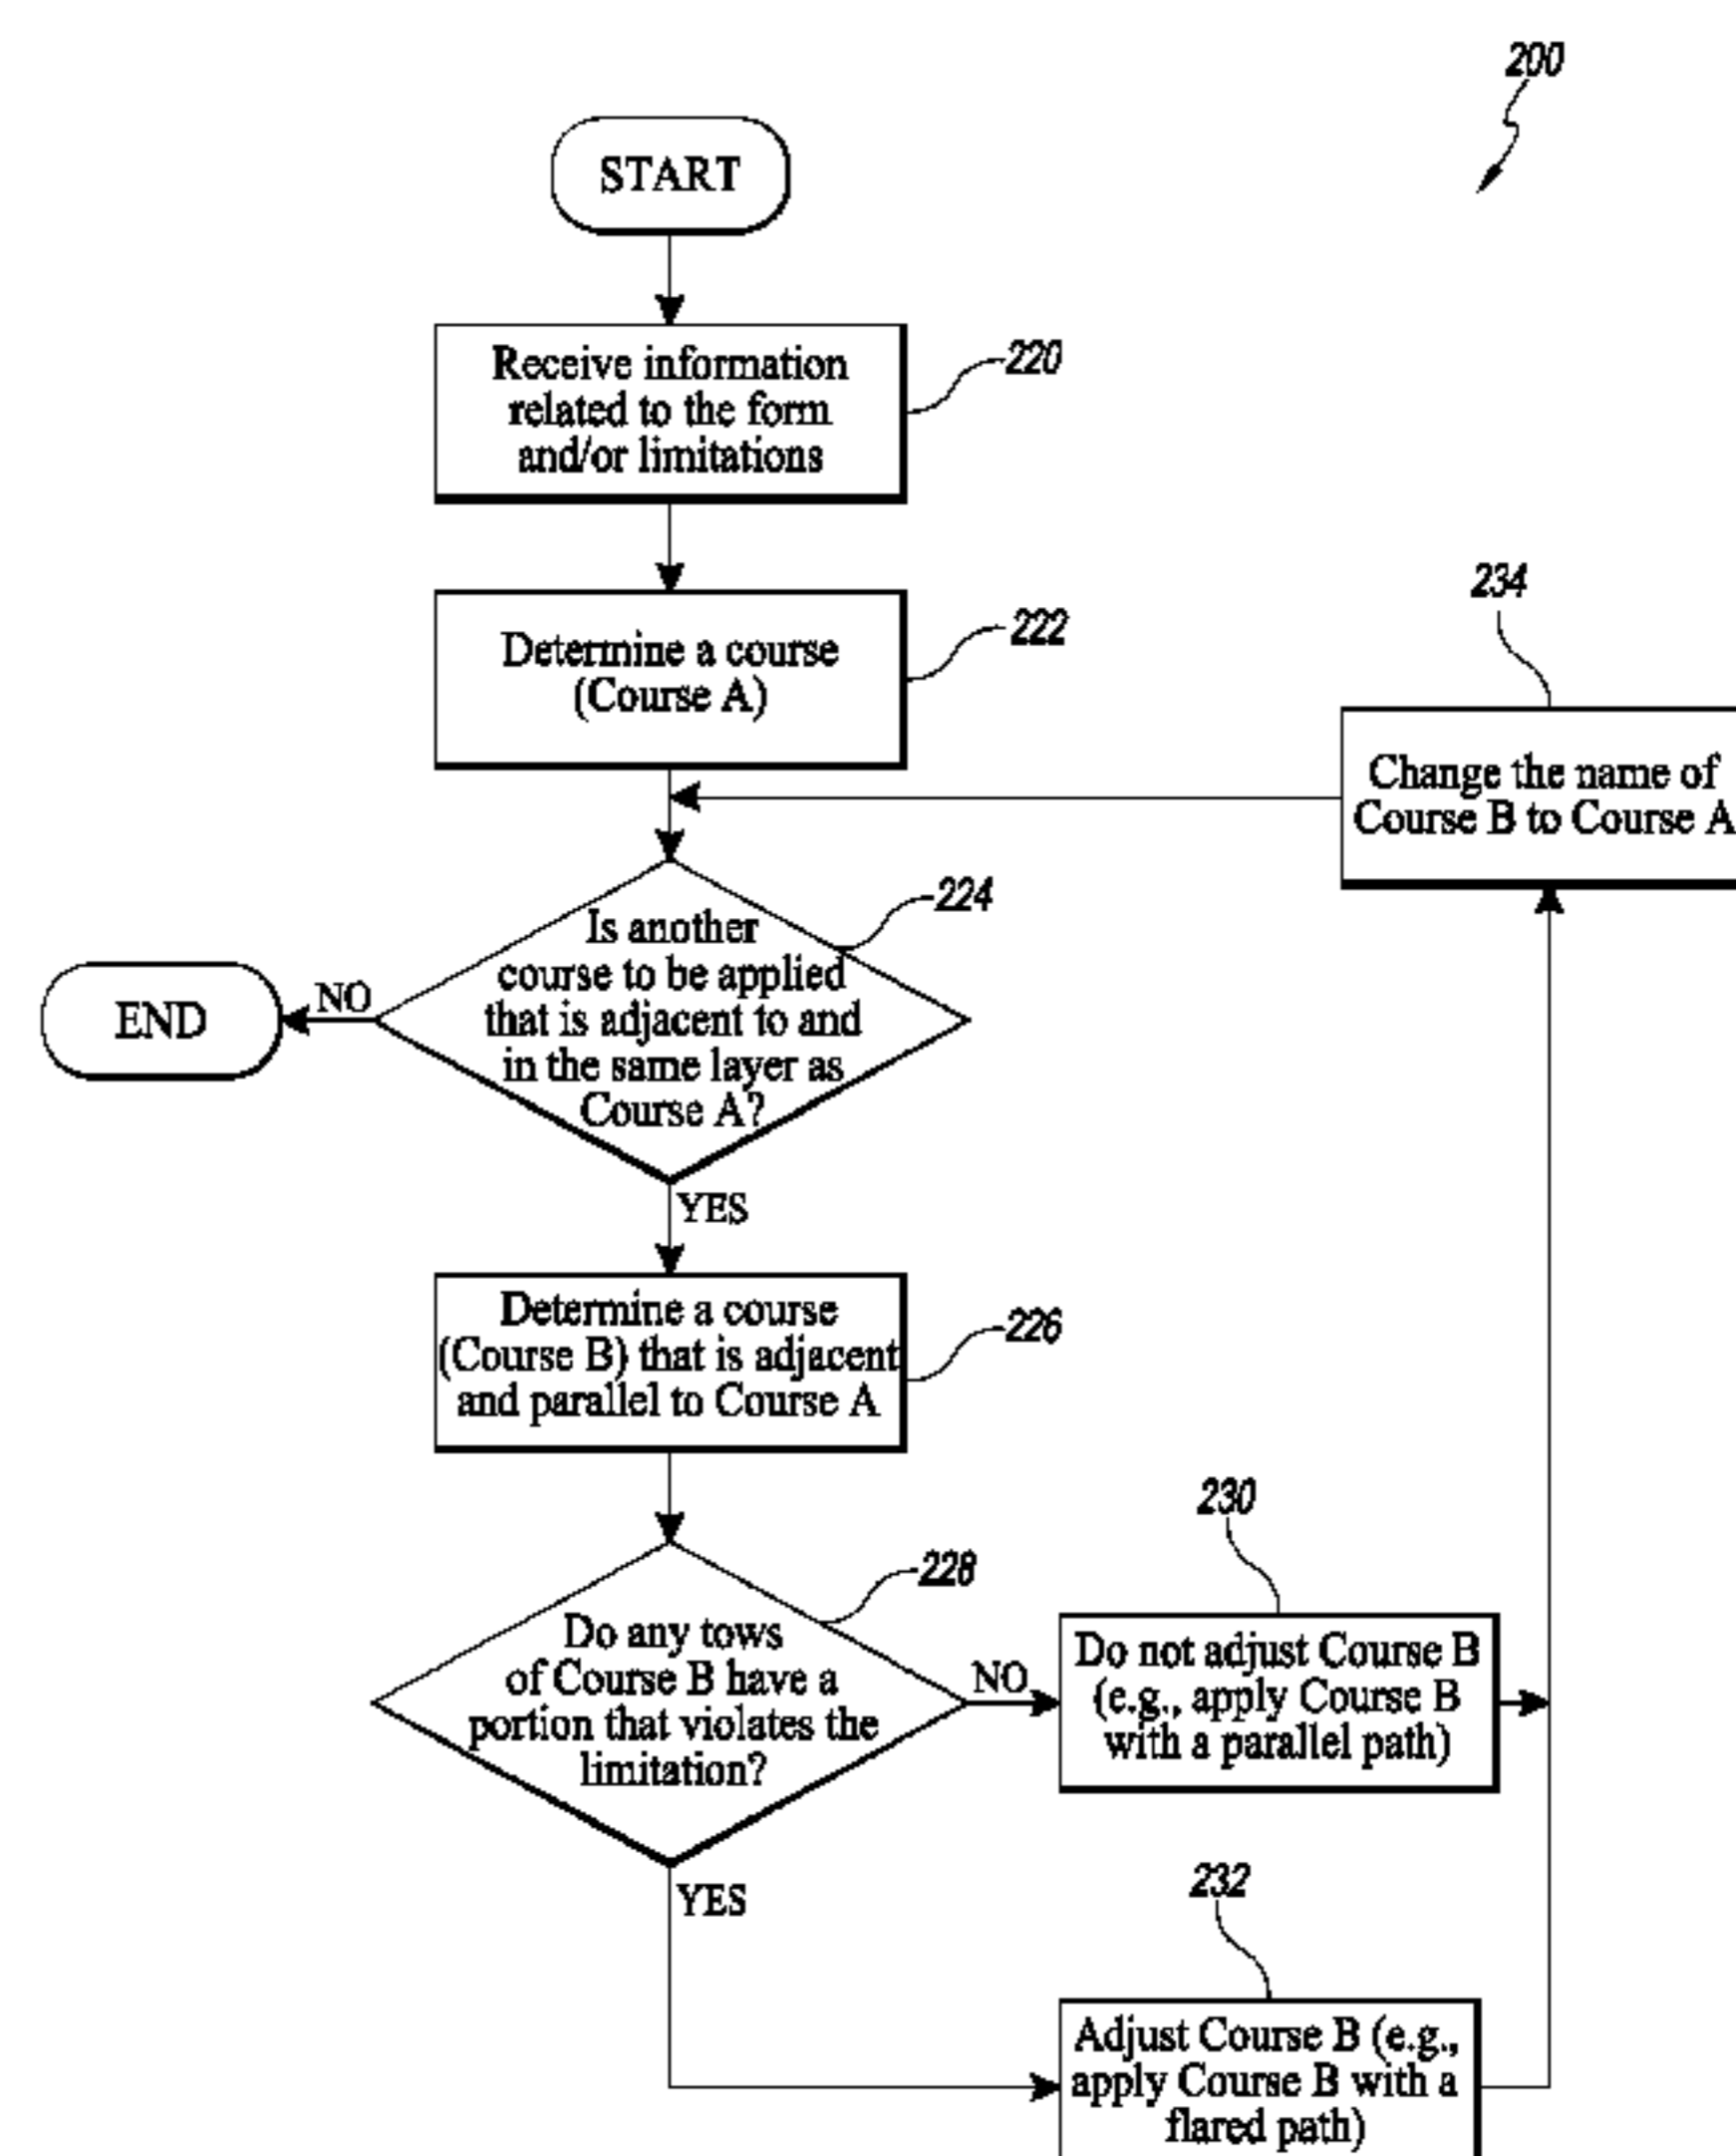 200
START
Receive information
related to the form
and/or limitations
220
Determine a course
(Course A)
222
234
Change the name of
Course B to Course A
224
Is another
course to be applied
that is adjacent to and
in the same layer as
Course A?
NO
END
YES
Determine a course
(Course B) that is adjacent
and parallel to Course A
226
228
Do any tows
of Course B have a
portion that violates the
limitation?
NO
230
Do not adjust Course B
(e.g., apply Course B
with a parallel path)
YES
232
Adjust Course B (e.g.,
apply Course B with a
flared path)